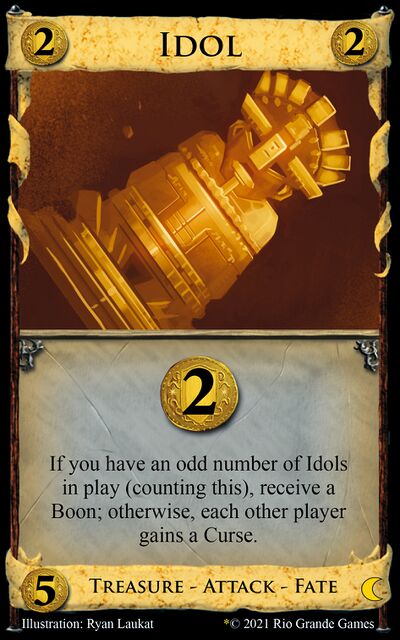 2 IDOL 2
2
If you have an odd number of Idols
in play (counting this), receive a
Boon; otherwise, each other player
gains a Curse.
5 TREASURE - ATTACK - FATE
Illustration: Ryan Laukat *© 2021 Rio Grande Games